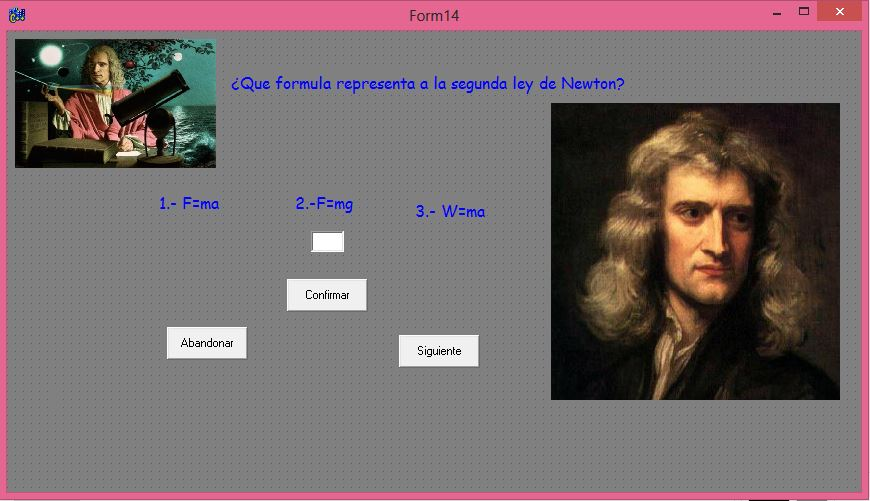 Form14
¿Que formula representa a la segunda ley de Newton?
1.- F=ma
2.-F=mg
3.- W=ma
Confirmar
Abandonar
Siguiente